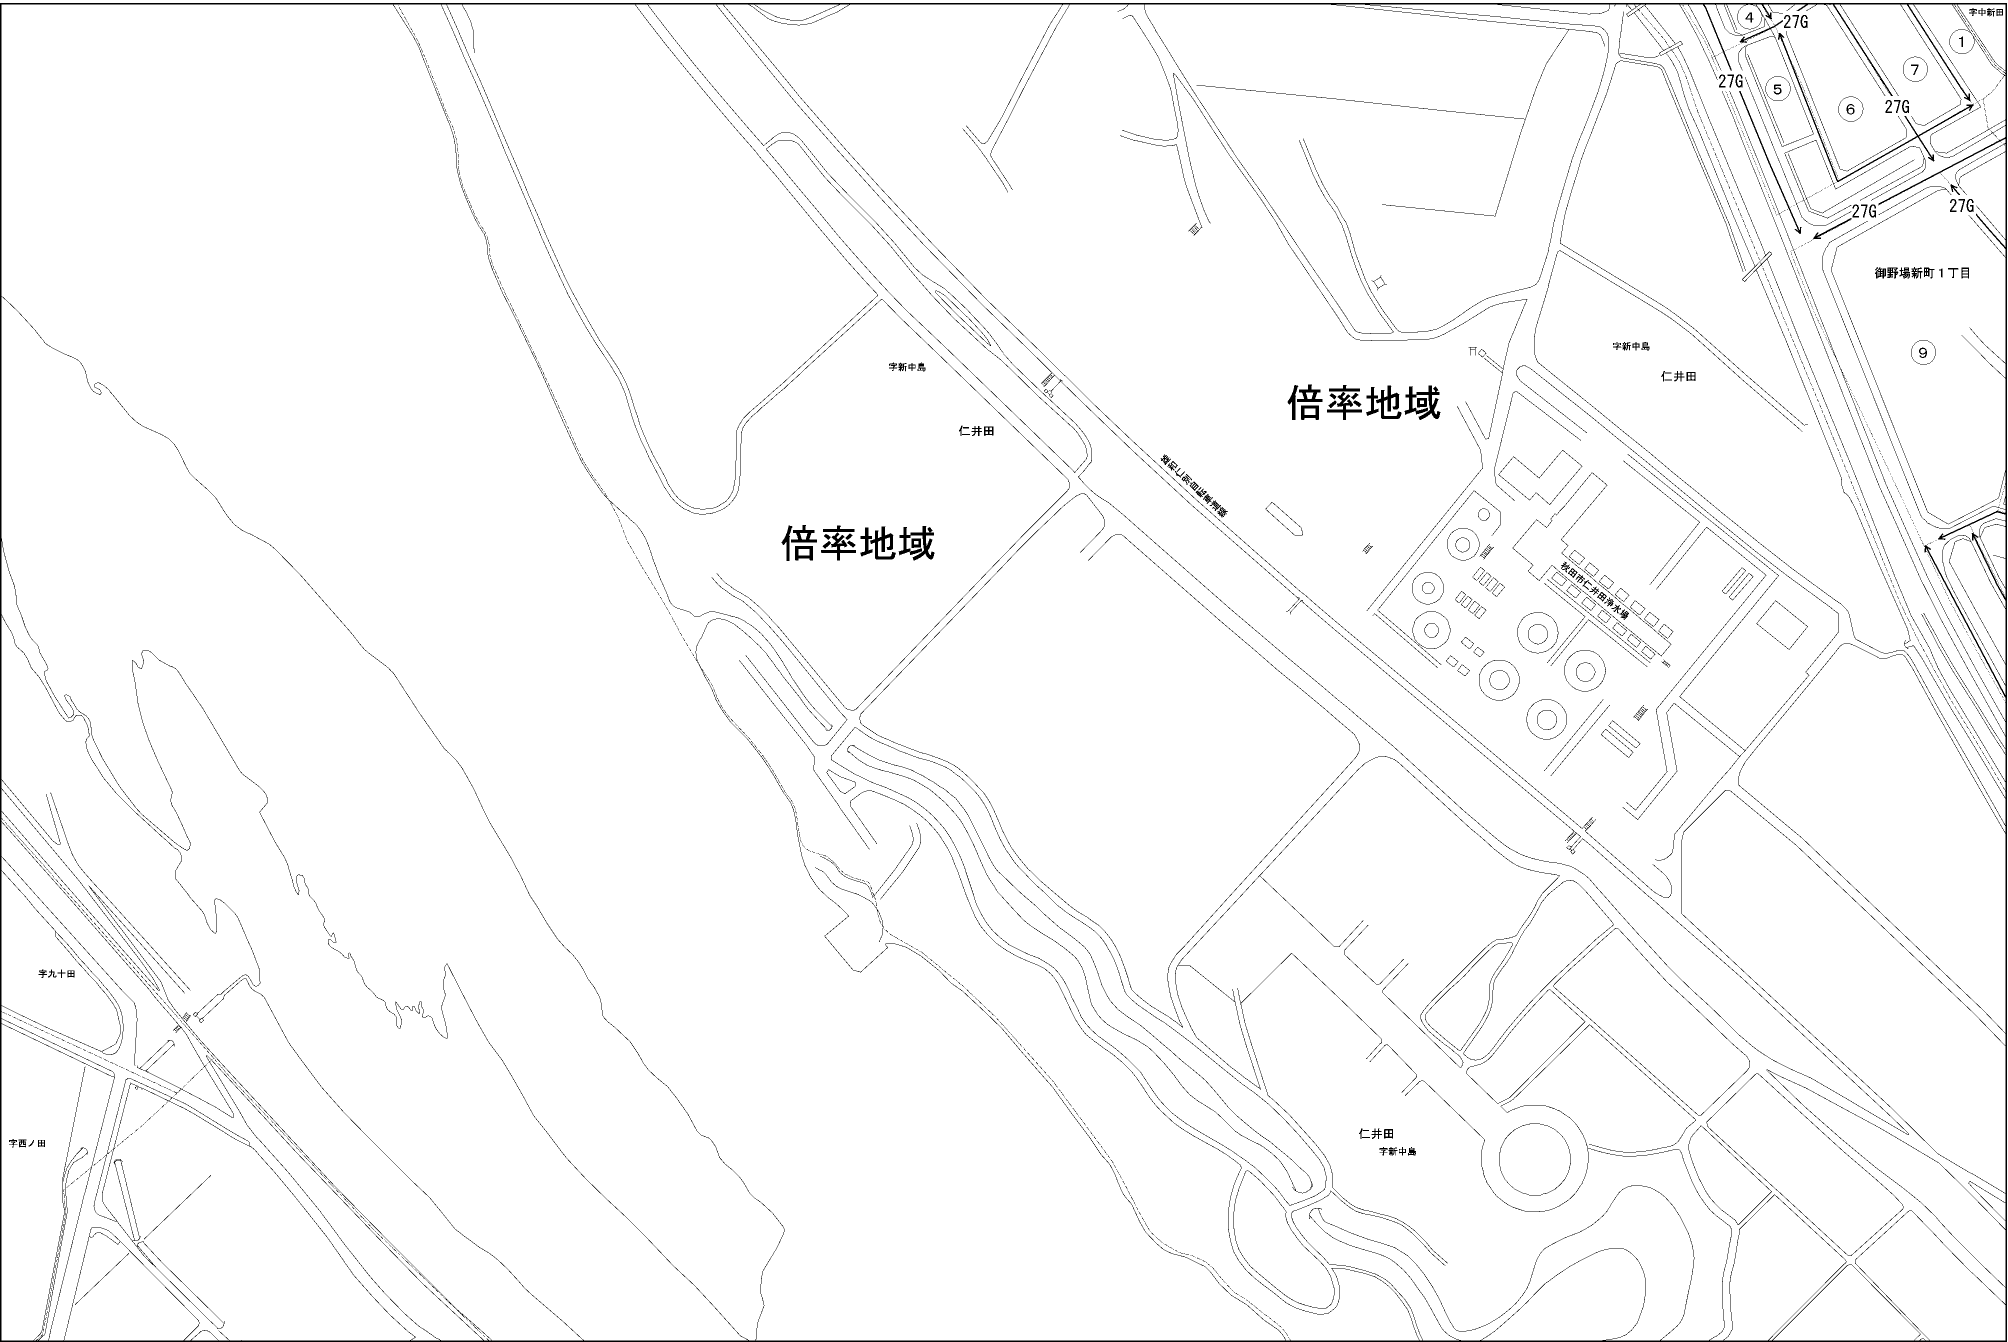 字中新田
④
27G
①
⑦
27G
⑤
27G
⑥
27G
27G
御野場新町1丁目
⑨
字新中島
仁井田
字新中島
倍率地域
仁井田
倍率地域
秋田市仁井田浄水場
字九十田
仁井田
字新中島
字西ノ田